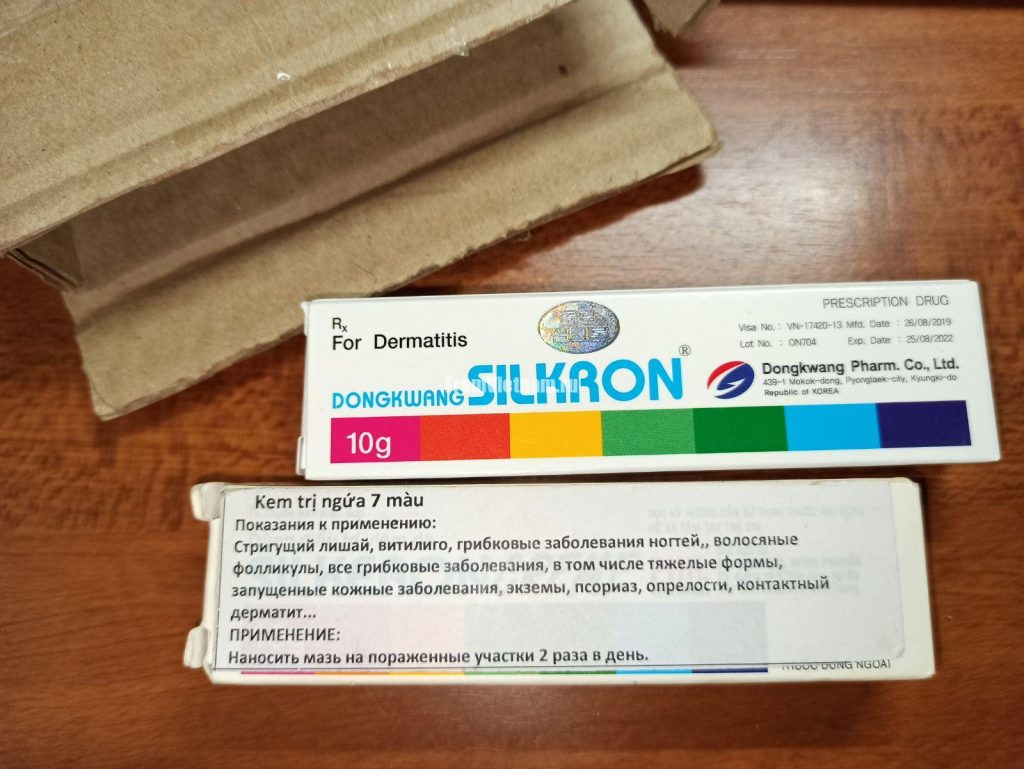 PRESCRIPTION DRUG
Rx
For Dermatitis
Visa No. : VN-17420-13 Mfd. Date : 26/08/2019
Lot No. : ON704 Exp. Date : 25/08/2022
DONGKWANG SILKRON®
Dongkwang Pharm. Co., Ltd.
439-1 Mokok-dong, Pyongtaek-city, Kyungki-do
Republic of KOREA
10g
Kem trị ngứa 7 màu
Показания к применению:
Стригущий лишай, витилиго, грибковые заболевания ногтей,, волосяные
фолликулы, все грибковые заболевания, в том числе тяжелые формы,
запущенные кожные заболевания, экземы, псориаз, опрелости, контактный
дерматит...
ПРИМЕНЕНИЕ:
Наносить мазь на пораженные участки 2 раза в день.
THUỐC DÙNG NGOÀI